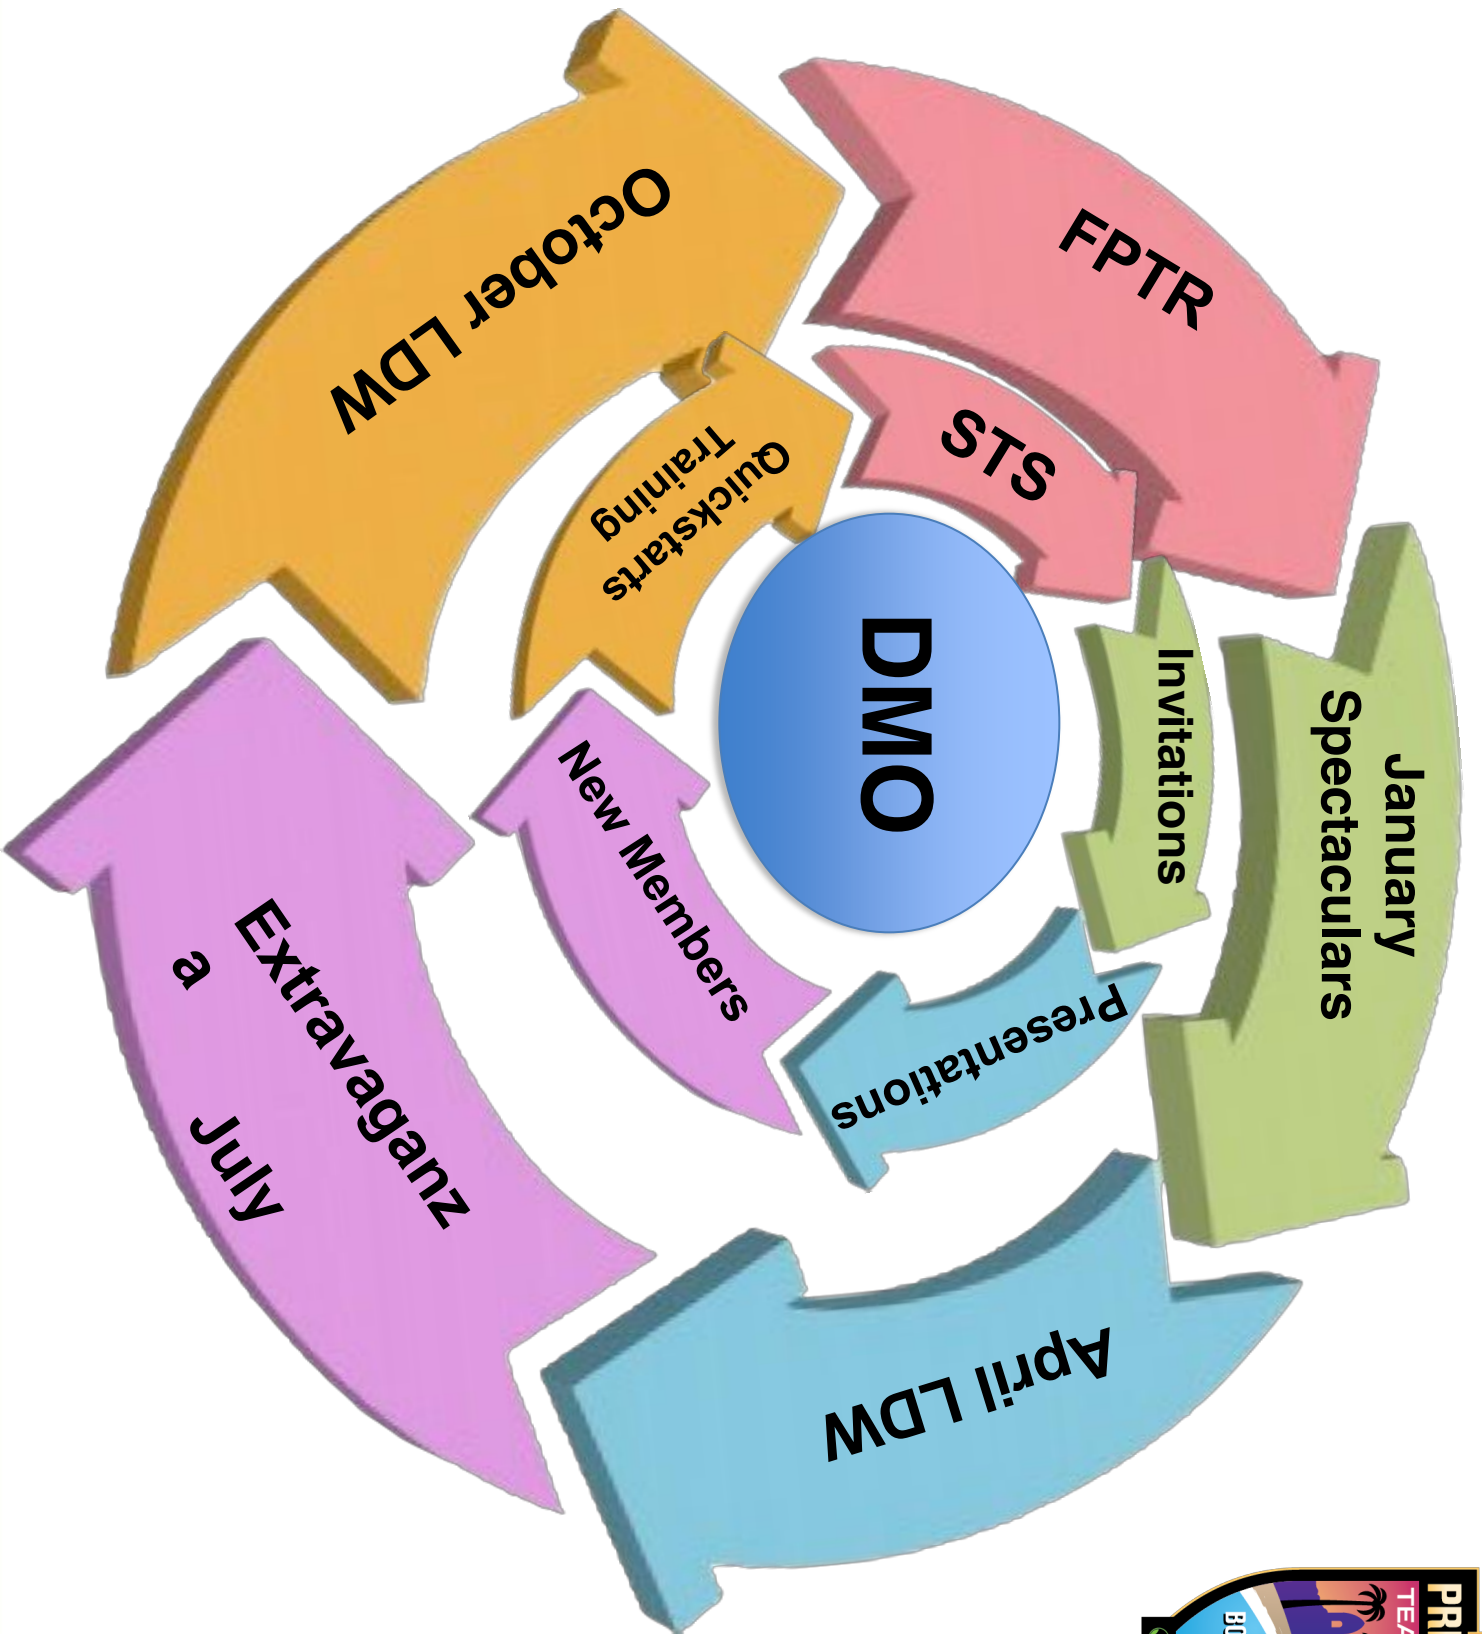 DMO
FPTR
STS
Invitations
January
Spectaculars
Presentations
April LDW
New Members
July
Extravaganz
a
Quickstarts
Training
October LDW